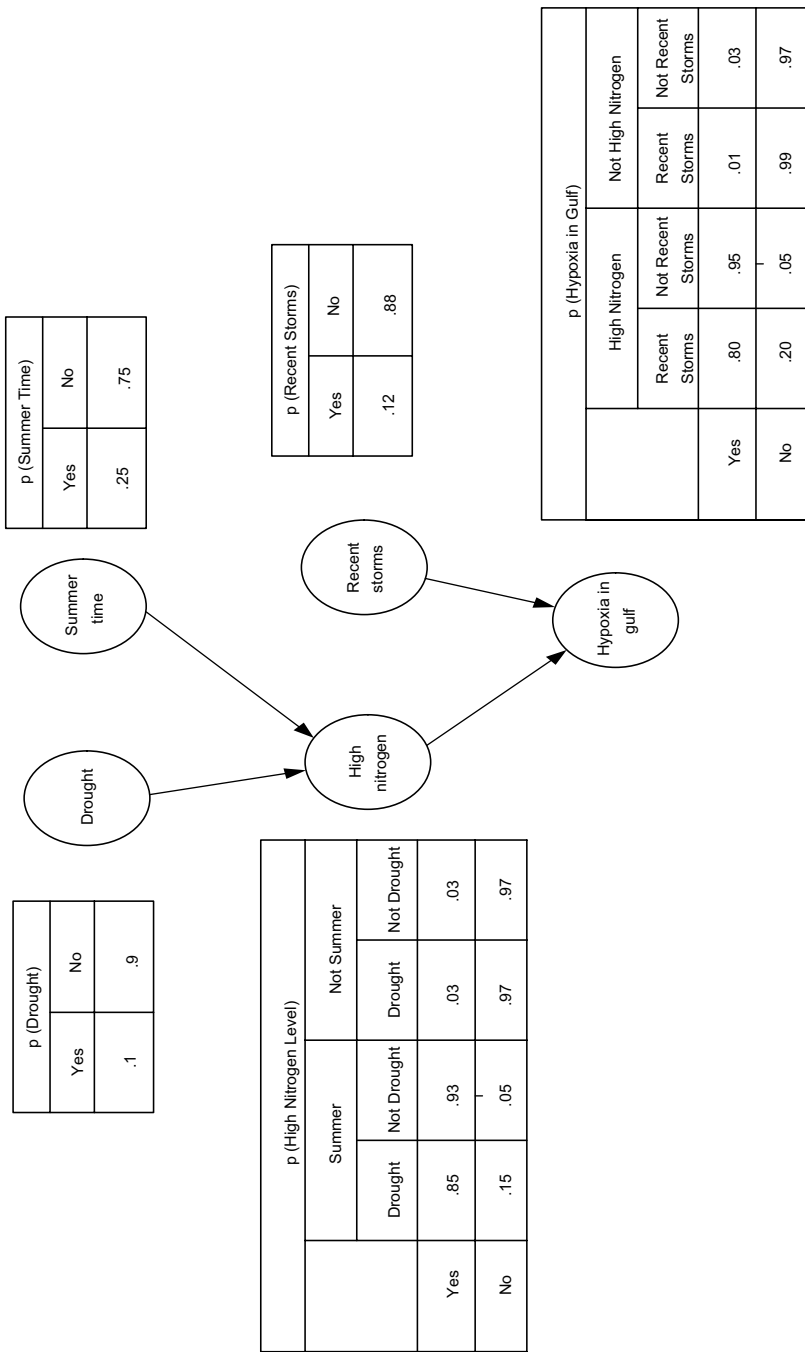 p (Drought)
Yes No
.1 .9
p (Summer Time)
Yes No
.25 .75
Drought
Summer
time
p (High Nitrogen Level)
Summer Not Summer
Drought Not Drought Drought Not Drought
Yes .85 .93 .03 .03
No .15 .05 .97 .97
High
nitrogen
Recent
storms
p (Recent Storms)
Yes No
.12 .88
Hypoxia in
gulf
p (Hypoxia in Gulf)
High Nitrogen Not High Nitrogen
Recent Not Recent Recent Not Recent
Storms Storms Storms Storms
Yes .80 .95 .01 .03
No .20 .05 .99 .97